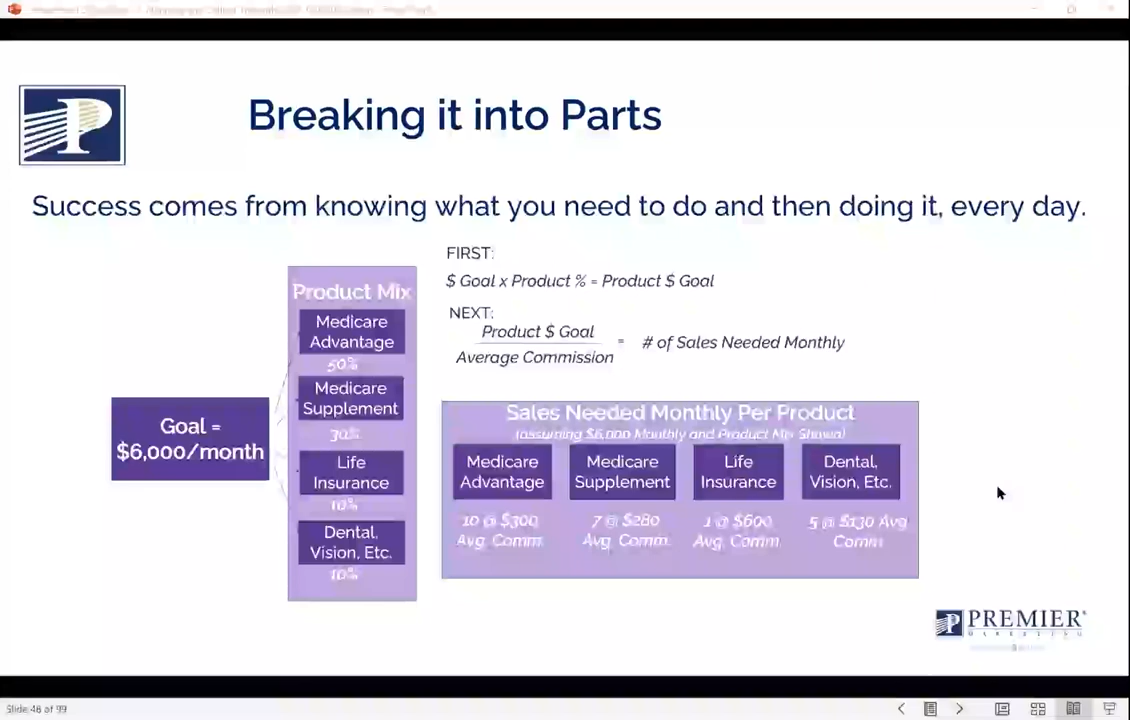 Breaking it into Parts
Success comes from knowing what you need to do and then doing it, every day.
FIRST:
$ Goal x Product % = Product $ Goal
NEXT:
Product $ Goal
Average Commission
= # of Sales Needed Monthly
Goal =
$6,000/month
Product Mix
Medicare
Advantage
50%
Medicare
Supplement
30%
Life
Insurance
10%
Dental,
Vision, Etc.
10%
Sales Needed Monthly Per Product
(assuming $6,000 Monthly and Product Mix Shown)
Medicare
Advantage
10 @ $300
Avg. Comm.
Medicare
Supplement
7 @ $280
Avg. Comm.
Life
Insurance
1 @ $600
Avg. Comm.
Dental,
Vision, Etc.
5 @ $130 Avg
Comm.
P PREMIER
MARKETING
Slide 48 of 99